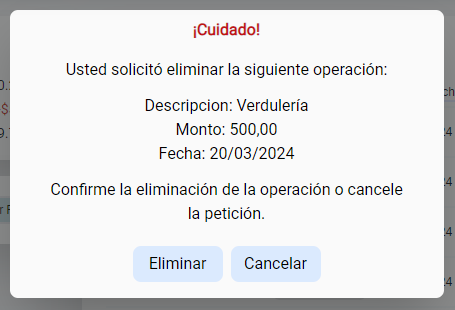 ¡Cuidado!
Usted solicitó eliminar la siguiente operación:
Descripcion: Verdulería
Monto: 500,00
Fecha: 20/03/2024
Confirme la eliminación de la operación o cancele
la petición.
Eliminar
Cancelar